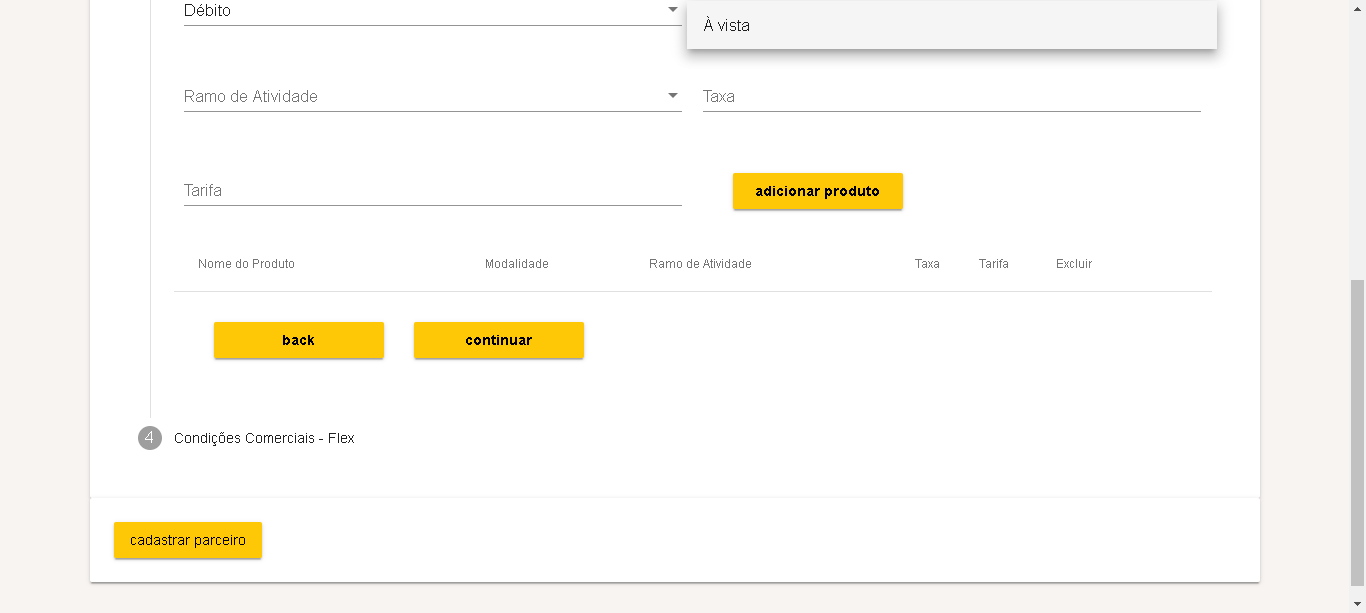 Débito
À vista
Ramo de Atividade
Taxa
Tarifa
adicionar produto
Nome do Produto Modalidade Ramo de Atividade Taxa Tarifa Excluir
back
continuar
4 Condições Comerciais - Flex
cadastrar parceiro